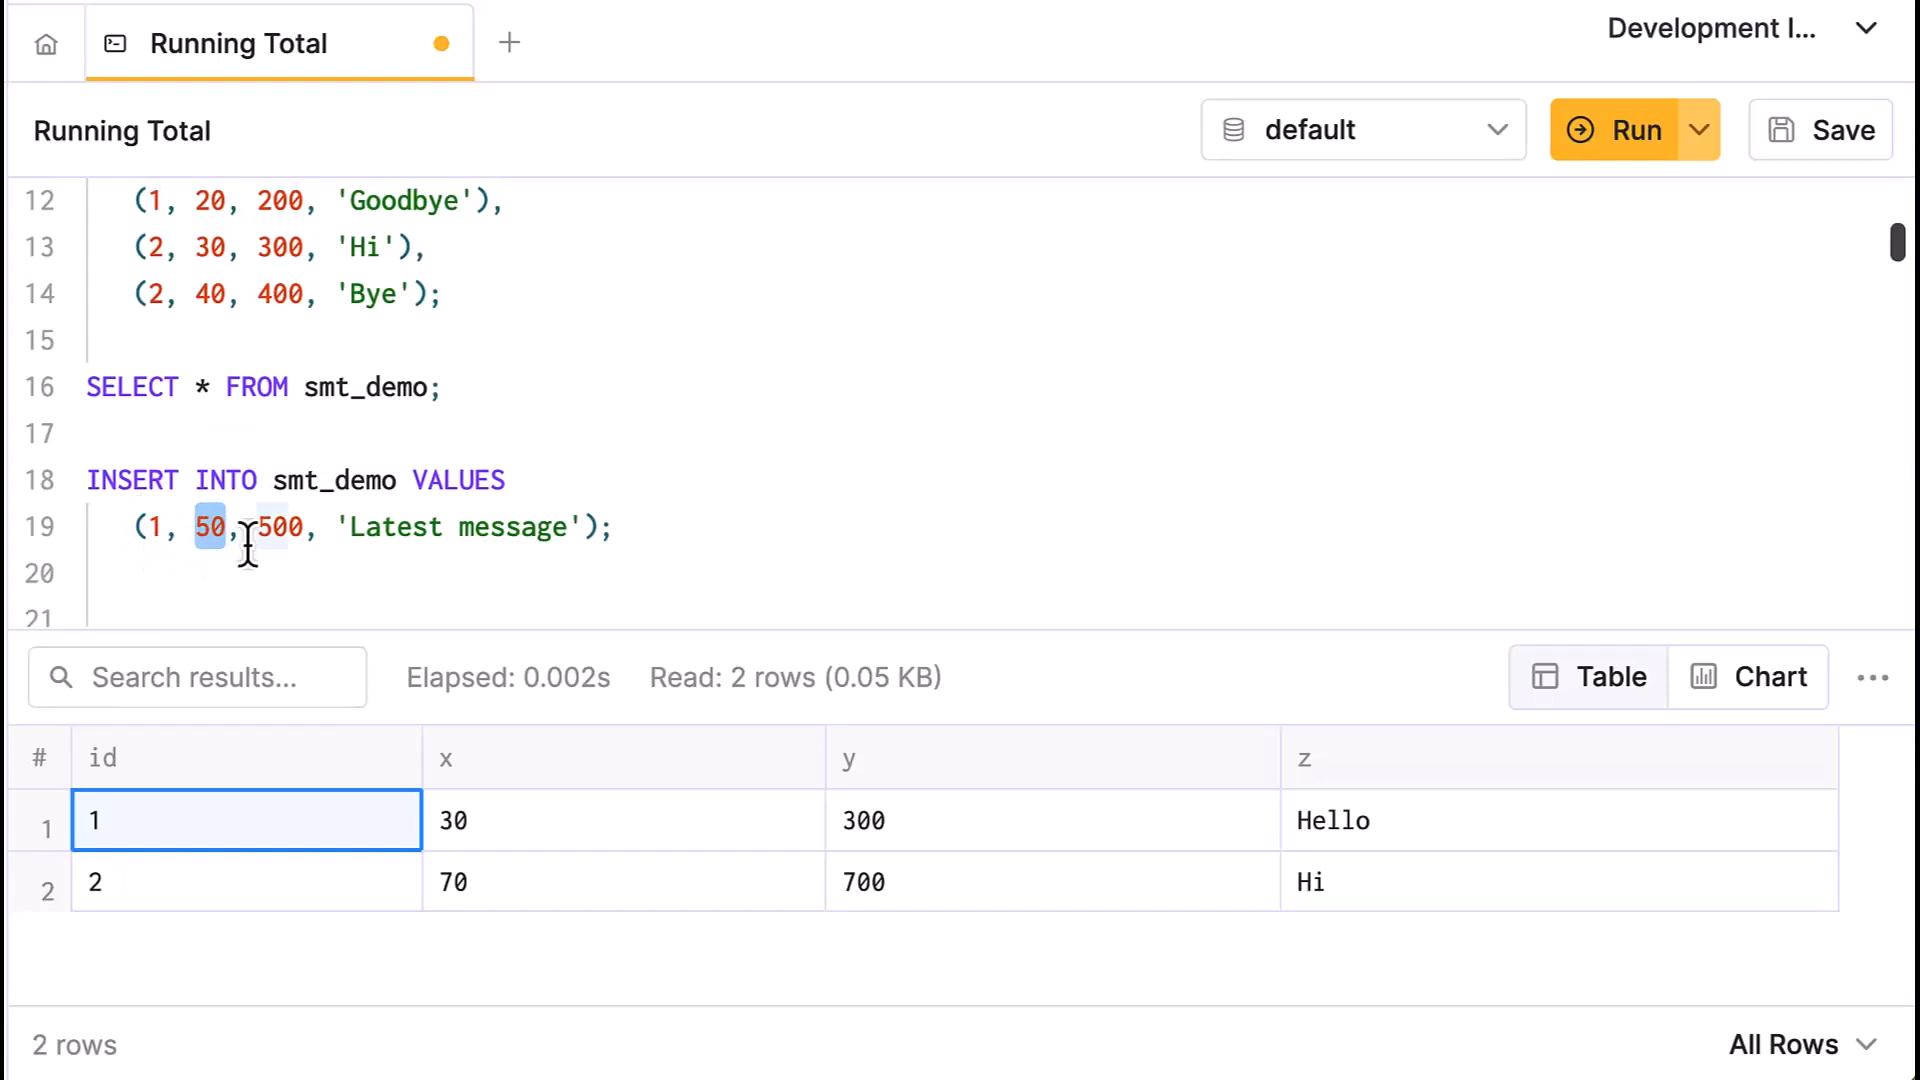 Running Total
Development I...
Running Total
default
Run
Save
12 (1, 20, 200, 'Goodbye'),
13 (2, 30, 300, 'Hi'),
14 (2, 40, 400, 'Bye');
15
16 SELECT * FROM smt_demo;
17
18 INSERT INTO smt_demo VALUES
19 (1, 50, 500, 'Latest message');
20
21
Search results...
Elapsed: 0.002s
Read: 2 rows (0.05 KB)
Table
Chart
# id x y z
1 1 30 300 Hello
2 2 70 700 Hi
2 rows
All Rows